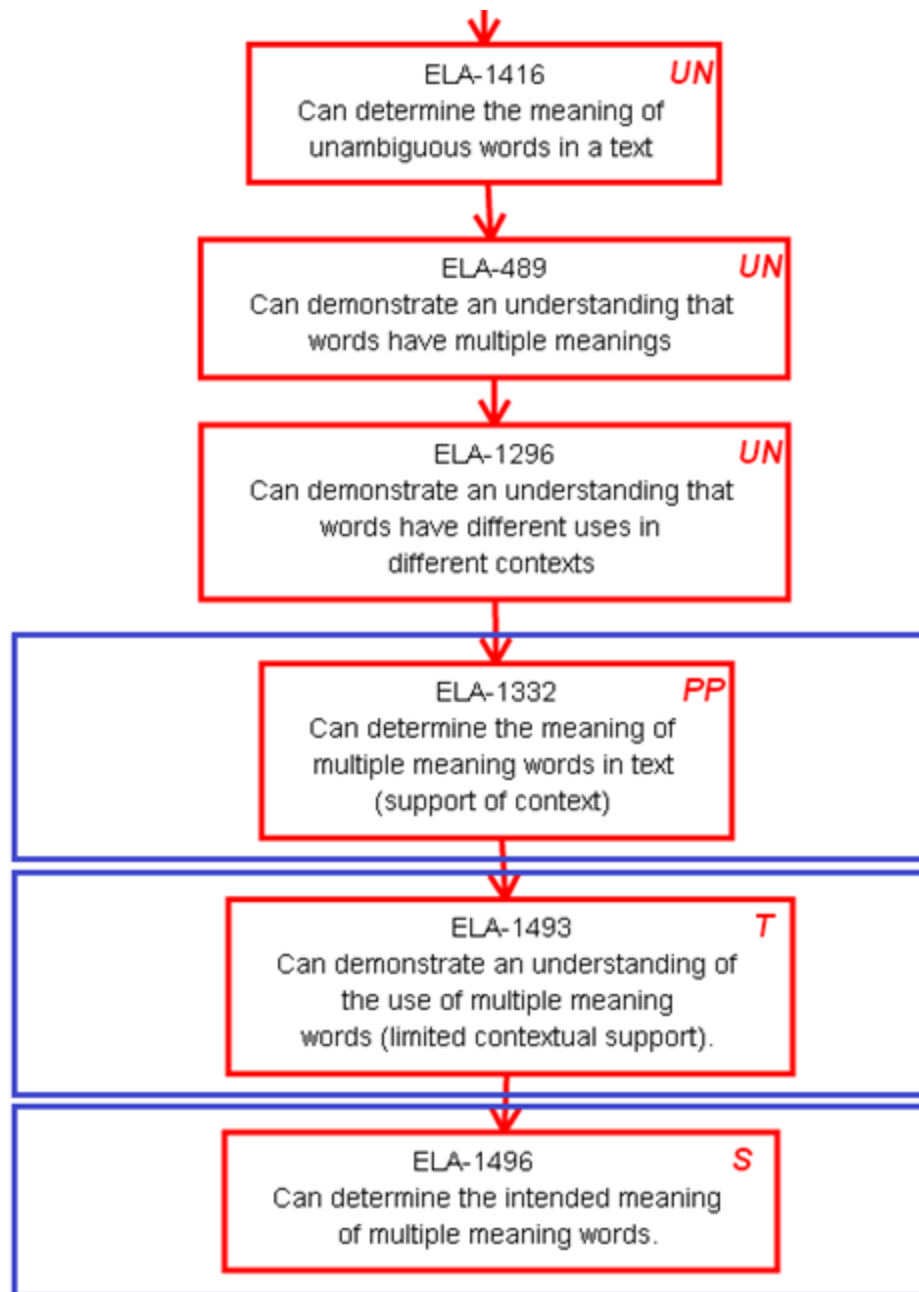 ELA-1416 UN
Can determine the meaning of
unambiguous words in a text
ELA-489 UN
Can demonstrate an understanding that
words have multiple meanings
ELA-1296 UN
Can demonstrate an understanding that
words have different uses in
different contexts
ELA-1332 PP
Can determine the meaning of
multiple meaning words in text
(support of context)
ELA-1493 T
Can demonstrate an understanding of
the use of multiple meaning
words (limited contextual support).
ELA-1496 S
Can determine the intended meaning
of multiple meaning words.